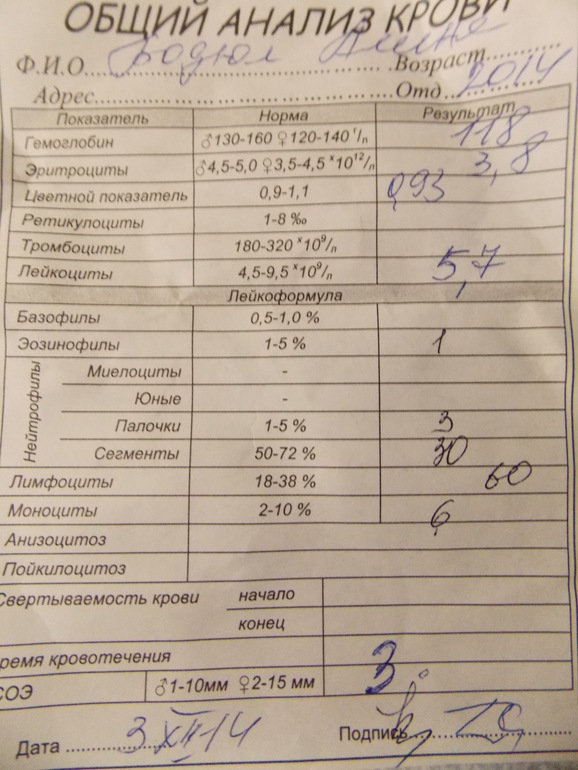 ОБЩИЙ АНАЛИЗ КРОВИ
Ф.И.О. Возраст
Адрес Отд. 2014
Показатель Норма Результат
Гемоглобин ♂130-160 ♀120-140 г/л 118
Эритроциты ♂4,5-5,0 ♀3,5-4,5 x10¹²/л 3,8
Цветной показатель 0,9-1,1 0,93
Ретикулоциты 1-8 ‰
Тромбоциты 180-320 x10⁹/л
Лейкоциты 4,5-9,5 x10⁹/л 5,7
Лейкоформула
Базофилы 0,5-1,0 %
Эозинофилы 1-5 % 1
Нейтрофилы
Миелоциты -
Юные -
Палочки 1-5 % 3
Сегменты 50-72 % 30
Лимфоциты 18-38 % 60
Моноциты 2-10 % 6
Анизоцитоз
Пойкилоцитоз
Свертываемость крови начало
конец
ремя кровотечения
СОЭ ♂1-10мм ♀2-15 мм 3
Дата 3 XII 14 Подпись